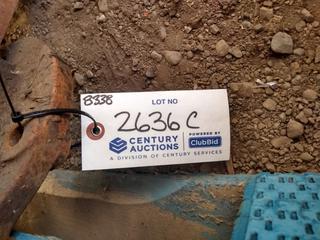 B338
LOT NO
2636C
CENTURY AUCTIONS
POWERED BY
ClubBid
A DIVISION OF CENTURY SERVICES